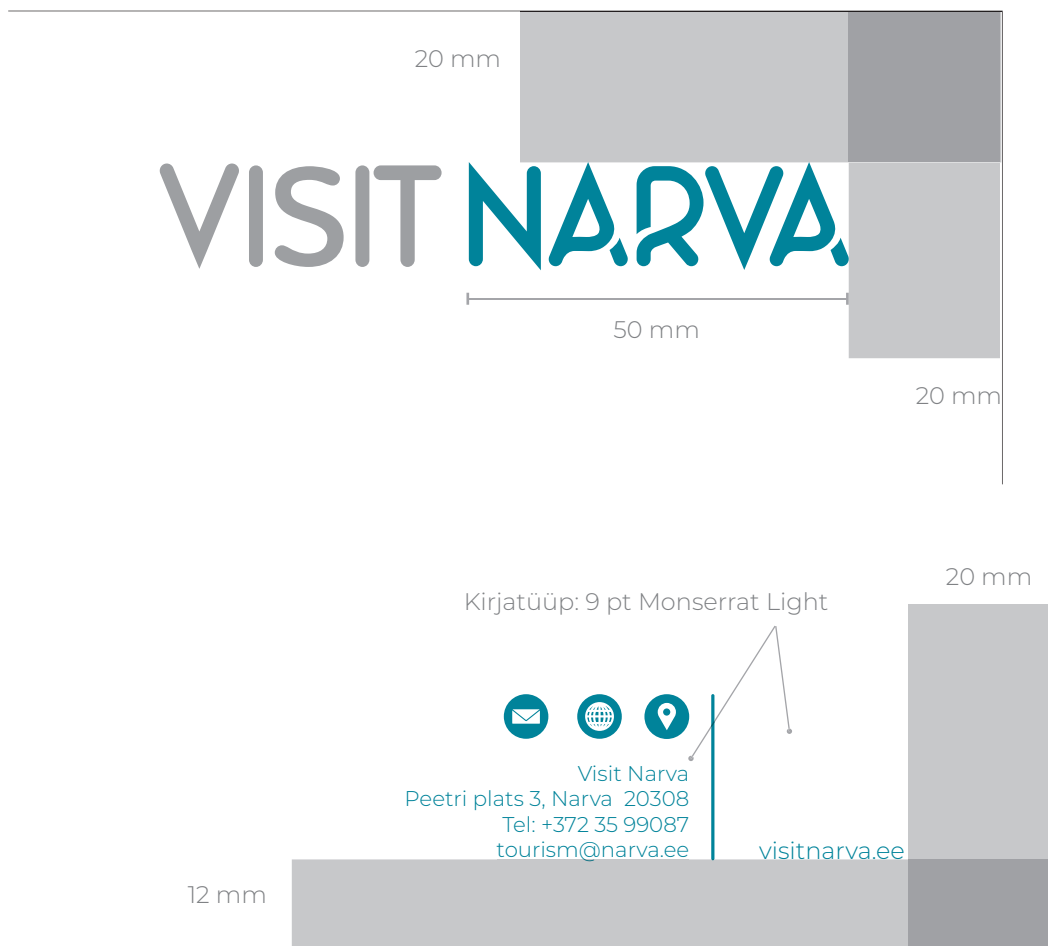 20 mm
VISIT NARVA
50 mm
20 mm
20 mm
Kirjatüüp: 9 pt Monserrat Light
Visit Narva
Peetri plats 3, Narva  20308
Tel: +372 35 99087
tourism@narva.ee
visitnarva.ee
12 mm